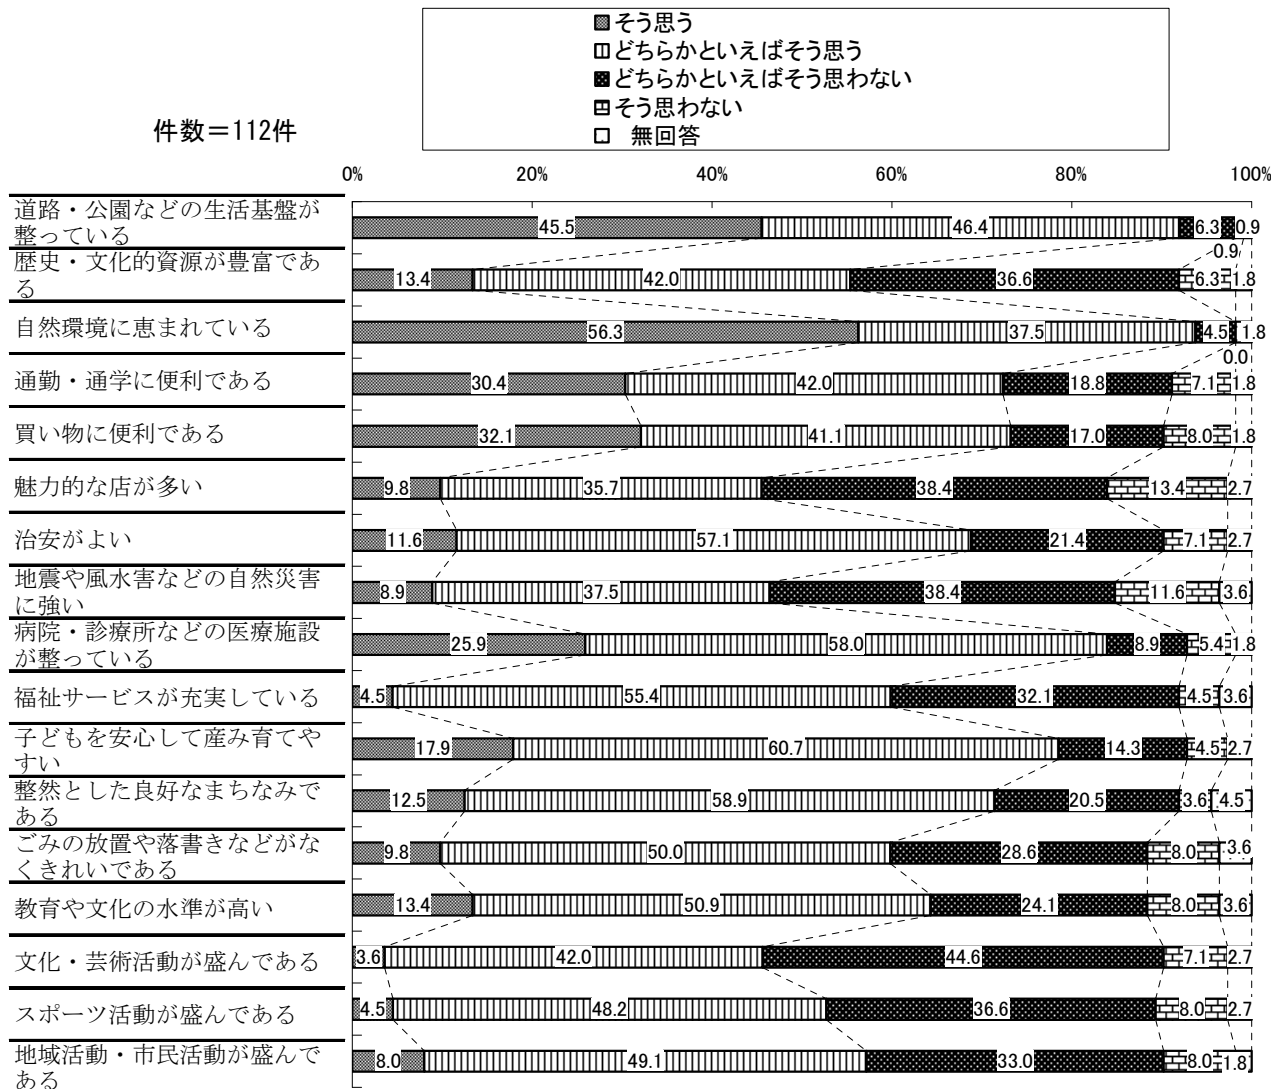 そう思う
どちらかといえばそう思う
どちらかといえばそう思わない
そう思わない
無回答
件数＝112件
0% 20% 40% 60% 80% 100%
道路・公園などの生活基盤が
整っている
45.5 46.4 6.3 0.9
0.9
歴史・文化的資源が豊富であ
る
13.4 42.0 36.6 6.3 1.8
自然環境に恵まれている
56.3 37.5 4.5 1.8
0.0
通勤・通学に便利である
30.4 42.0 18.8 7.1 1.8
買い物に便利である
32.1 41.1 17.0 8.0 1.8
魅力的な店が多い
9.8 35.7 38.4 13.4 2.7
治安がよい
11.6 57.1 21.4 7.1 2.7
地震や風水害などの自然災害
に強い
8.9 37.5 38.4 11.6 3.6
病院・診療所などの医療施設
が整っている
25.9 58.0 8.9 5.4 1.8
福祉サービスが充実している
4.5 55.4 32.1 4.5 3.6
子どもを安心して産み育てや
すい
17.9 60.7 14.3 4.5 2.7
整然とした良好なまちなみで
ある
12.5 58.9 20.5 3.6 4.5
ごみの放置や落書きなどがな
くきれいである
9.8 50.0 28.6 8.0 3.6
教育や文化の水準が高い
13.4 50.9 24.1 8.0 3.6
文化・芸術活動が盛んである
3.6 42.0 44.6 7.1 2.7
スポーツ活動が盛んである
4.5 48.2 36.6 8.0 2.7
地域活動・市民活動が盛んで
ある
8.0 49.1 33.0 8.0 1.8